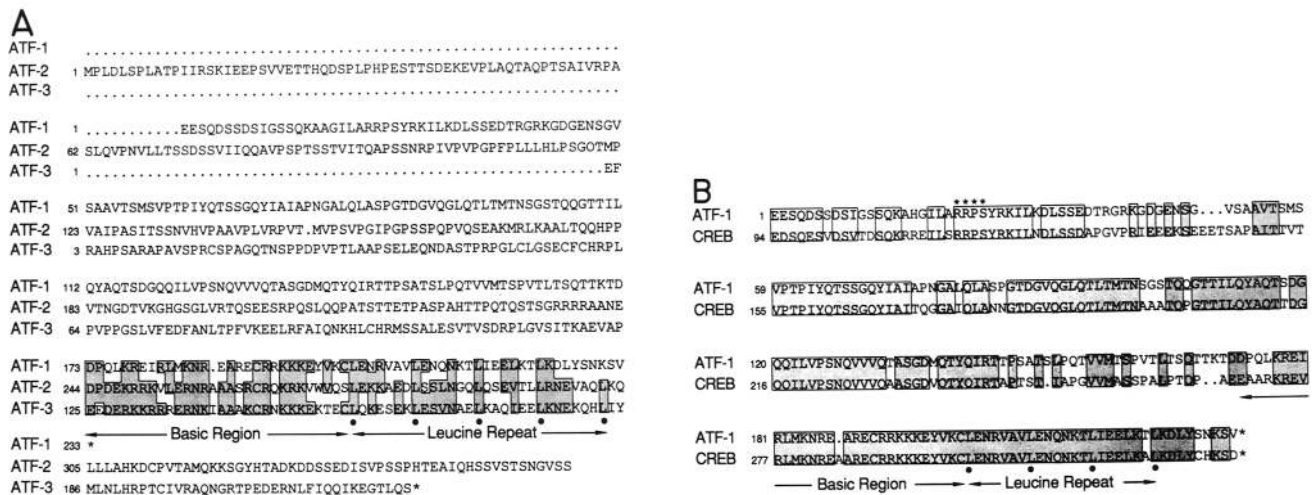 A
ATF-1 ............................................................
ATF-2 1 MPLDLSPLATPIIRSKIEEPSVVETTHQDSPLPHPESTTSDEKEVPLAQTAQPTSAIVRPA
ATF-3 ............................................................
ATF-1 1 ..........EESQDSSDSIGSSQKAAGILARRPSYRKILKDLSSEDTRGRKGDGENSGV
ATF-2 62 SLQVPNVLLTSSDSSVIIQQAVPSPTSSTVITQAPSSNRPIVPVPGPFPLLLHLPSGOTMP
ATF-3 1 ..........................................................EF
ATF-1 51 SAAVTSMSVPTPIYQTSSGQYIAIAPNGALQLASPGTDGVQGLQTLTMTNSGSTQQGTTIL
ATF-2 123 VAIPASITSSNVHVPAAVPLVRPVT.MVPSVPGIPGPSSPQPVQSEAKMRLKAALTQQHPP
ATF-3 3 RAHPSARAPAVSPRCSPAGQTNSPPDPVPTLAAPSELEQNDASTPRPGLCLGSECFCHRPL
ATF-1 112 QYAQTSDGQQILVPSNQVVVQTASGDMQTYQIRTTPSATSLPQTVVMTSPVTLTSQTTKTD
ATF-2 183 VTNGDTVKGHGSGLVRTQSEESRPQSLQQPATSTTETPASPAHTTPQTQSTSGRRRRAANE
ATF-3 64 PVPPGSLVFEDFANLTPFVKEELRFAIQNKHLCHRMSSALESVTVSDRPLGVSITKAEVAP
ATF-1 173 DPQLKREIRLMKNR.EARECRRKKKEYVKCLENRVAVLENQNKTLIEELKTLKDLYSNKSV
ATF-2 244 DPDEKRRKVLERNRAAASRCRQKRKVWVQSLEKKAEDLSSLNGQLQSEVTLLRNEVAQLKQ
ATF-3 125 EEDERKKRRRERNKIAAAKCRNKKKEKTECLQKESEKLESVNAELKAQIEELKNEKQHLIY
Basic Region Leucine Repeat
ATF-1 233 *
ATF-2 305 LLLAHKDCPVTAMQKKSGYHTADKDDSSEDISVPSSPHTEAIQHSSVSTSNGVSS
ATF-3 186 MLNLHRPTCIVRAQNGRTPEDERNLFIQQIKEGTLQS*
B
****
ATF-1 1 EESQDSSDSIGSSQKAHGILARRPSYRKILKDLSSEDTRGRKGDGENSG...VSAAVTSMS
CREB 94 EDSQESVDSVTDSQKRREILSRRPSYRKILNDLSSDAPGVPRIEEEKSEEETSAPAITTVT
ATF-1 59 VPTPIYQTSSGQYIAIAPNGALQLASPGTDGVQGLQTLTMTNSGSTQQGTTILQYAQTSDG
CREB 155 VPTPIYQTSSGQYIAITQGGAIQLANNGTDGVQGLQTLTMTNAAATQPGTTILQYAQTTDG
ATF-1 120 QQILVPSNQVVVQTASGDMQTYQIRTTPSATSLPQTVVMTSPVTLTSQTTKTDDPQLKREI
CREB 216 QQILVPSNQVVVQAASGDVQTYQIRTAPTSTIAPGVVMASSPALPTQP..AEEAARKREV
ATF-1 181 RLMKNRE.ARECRRKKKEYVKCLENRVAVLENQNKTLIEELKTLKDLYSNKSV*
CREB 277 RLMKNREAARECRRKKKEYVKCLENRVAVLENQNKTLIEELKALKDLYCHKSD*
Basic Region Leucine Repeat